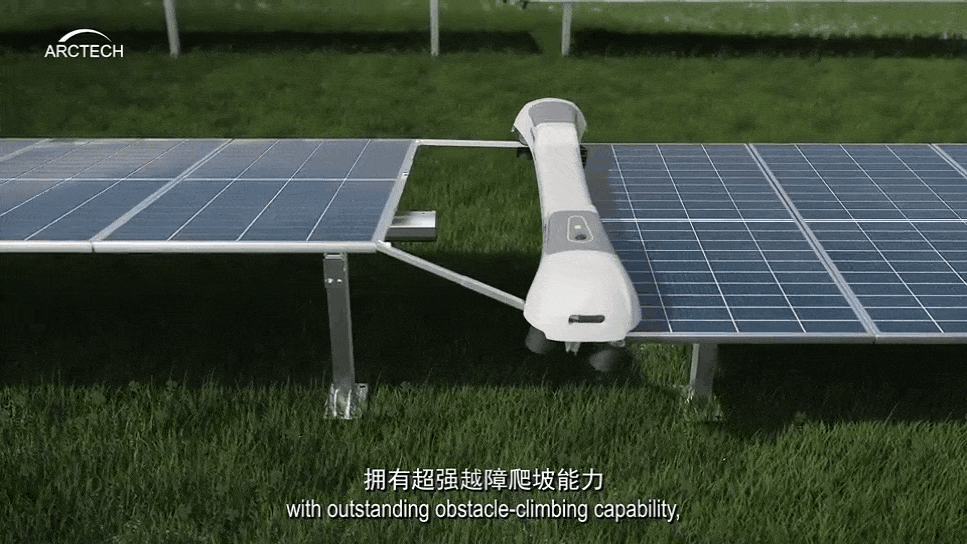 ARCTECH
拥有超强越障爬坡能力
with outstanding obstacle-climbing capability,